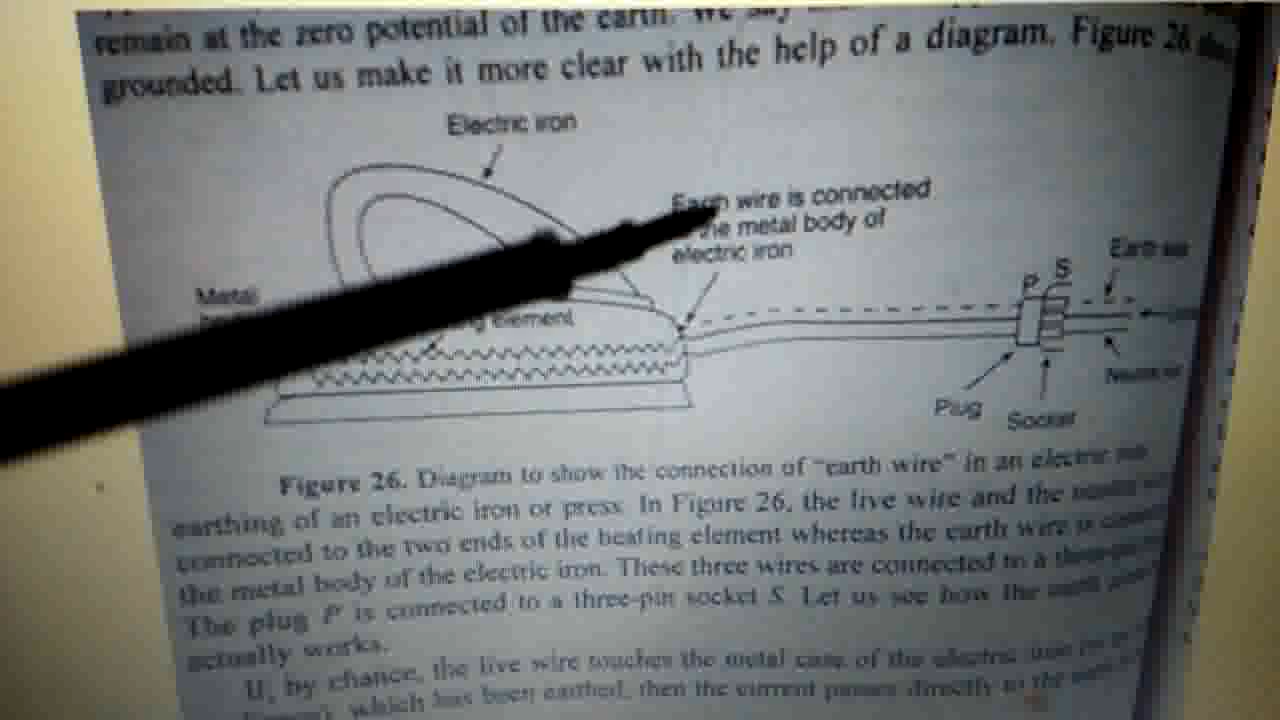 remain at the zero potential of the earth. We say
grounded. Let us make it more clear with the help of a diagram. Figure 26
Electric iron
Earth wire is connected
the metal body of
electric iron
Metal
element
P
S
Earth
Plug
Socket
Figure 26. Diagram to show the connection of "earth wire" in an electric
earthing of an electric iron or press. In Figure 26, the live wire and the
connected to the two ends of the heating element whereas the earth wire is
the metal body of the electric iron. These three wires are connected to a
The plug P is connected to a three-pin socket S. Let us see how the
actually works.
If, by chance, the live wire touches the metal case of the electric iron
which has been earthed, then the current passes directly to the